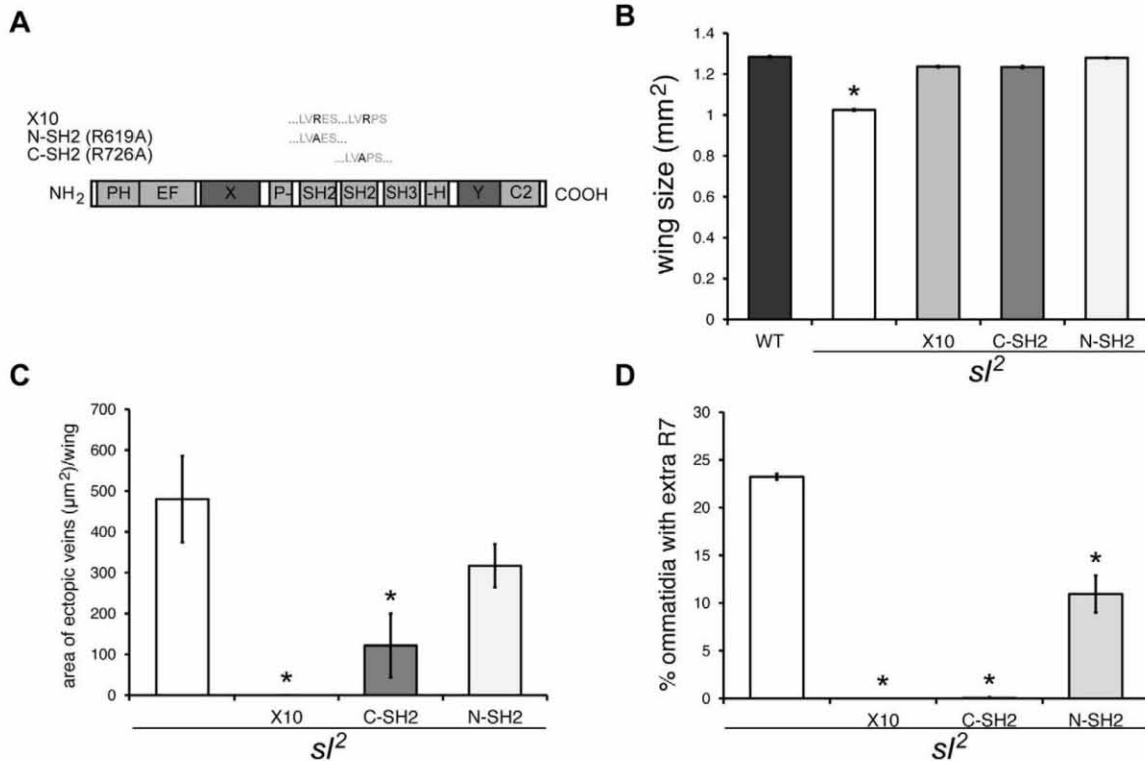 A
X10 ...LVRES...LVRPS
N-SH2 (R619A) ...LVAES...
C-SH2 (R726A) ...LVAPS...
NH2 PH EF X P- SH2 SH2 SH3 -H Y C2 COOH
B
wing size (mm2)
1.4
1.2
1
0.8
0.6
0.4
0.2
0
*
WT X10 C-SH2 N-SH2
sl2
C
area of ectopic veins (µm2)/wing
700
600
500
400
300
200
100
0
* *
X10 C-SH2 N-SH2
sl2
D
% ommatidia with extra R7
30
25
20
15
10
5
0
* * *
X10 C-SH2 N-SH2
sl2